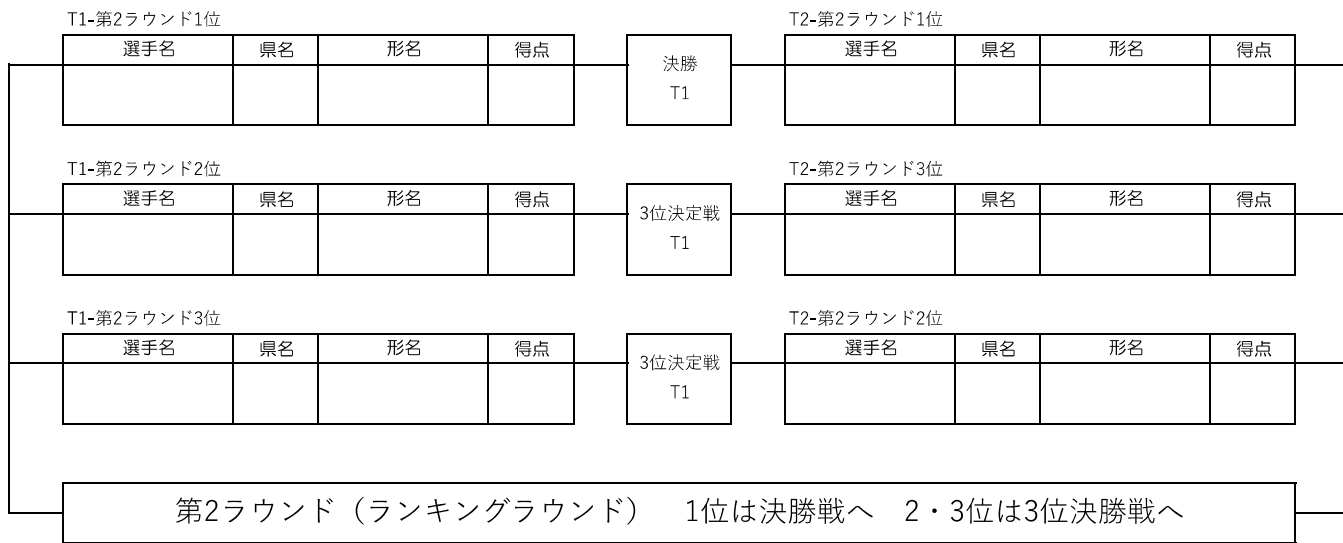 T1-第2ラウンド1位
T2-第2ラウンド1位
選手名 県名 形名 得点
決勝
T1
選手名 県名 形名 得点
T1-第2ラウンド2位
T2-第2ラウンド3位
選手名 県名 形名 得点
3位決定戦
T1
選手名 県名 形名 得点
T1-第2ラウンド3位
T2-第2ラウンド2位
選手名 県名 形名 得点
3位決定戦
T1
選手名 県名 形名 得点
第2ラウンド（ランキングラウンド）　1位は決勝戦へ　2・3位は3位決勝戦へ